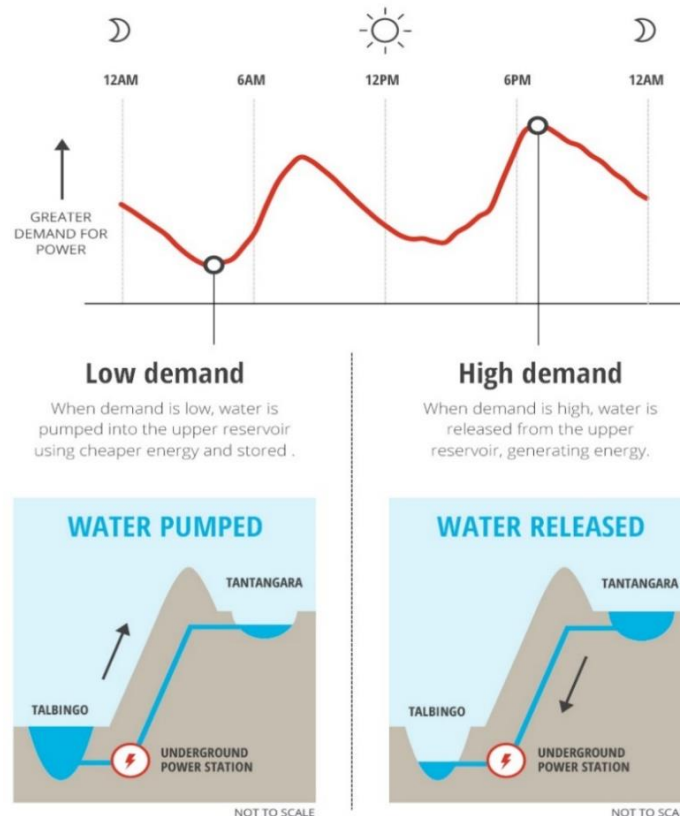 12AM 6AM 12PM 6PM 12AM
GREATER
DEMAND FOR
POWER
Low demand
When demand is low, water is
pumped into the upper reservoir
using cheaper energy and stored .
High demand
When demand is high, water is
released from the upper
reservoir, generating energy.
WATER PUMPED
TANTANGARA
TALBINGO
UNDERGROUND
POWER STATION
NOT TO SCALE
WATER RELEASED
TANTANGARA
TALBINGO
UNDERGROUND
POWER STATION
NOT TO SCA